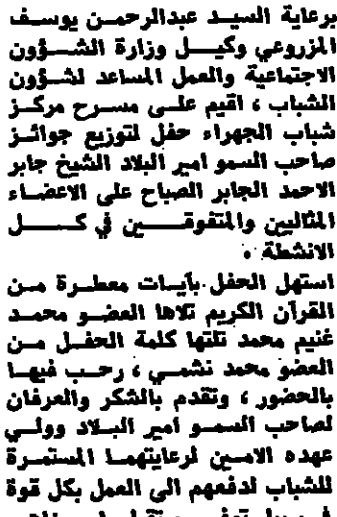 برعاية السيد عبدالرحمن يوسف
المزروعي وكيل وزارة الشؤون
الاجتماعية والعمل المساعد لشؤون
الشباب ، اقيم على مسرح مركز
شباب الجهراء حفل لتوزيع جوائز
صاحب السمو امير البلاد الشيخ جابر
الاحمد الجابر الصباح على الاعضاء
المثاليين والمتفوقين في كل
الانشطة .
استهل الحفل بآيات معطرة من
القرآن الكريم تلاها العضو محمد
غنيم محمد تلتها كلمة الحفل من
العضو محمد نشمي ، رحب فيها
بالحضور ، وتقدم بالشكر والعرفان
لصاحب السمو امير البلاد وولي
عهده الامين لرعايتهما المستمرة
للشباب لدفعهم الى العمل بكل قوة